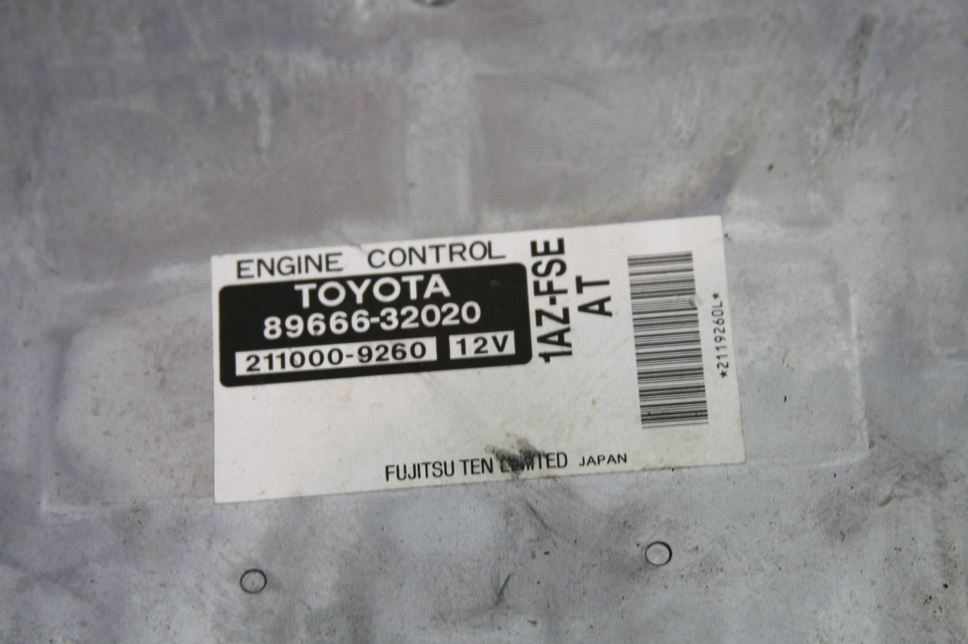 ENGINE CONTROL
TOYOTA
89666-32020
211000-9260 12V
1AZ-FSE
AT
*2119260L*
FUJITSU TEN LIMITED JAPAN